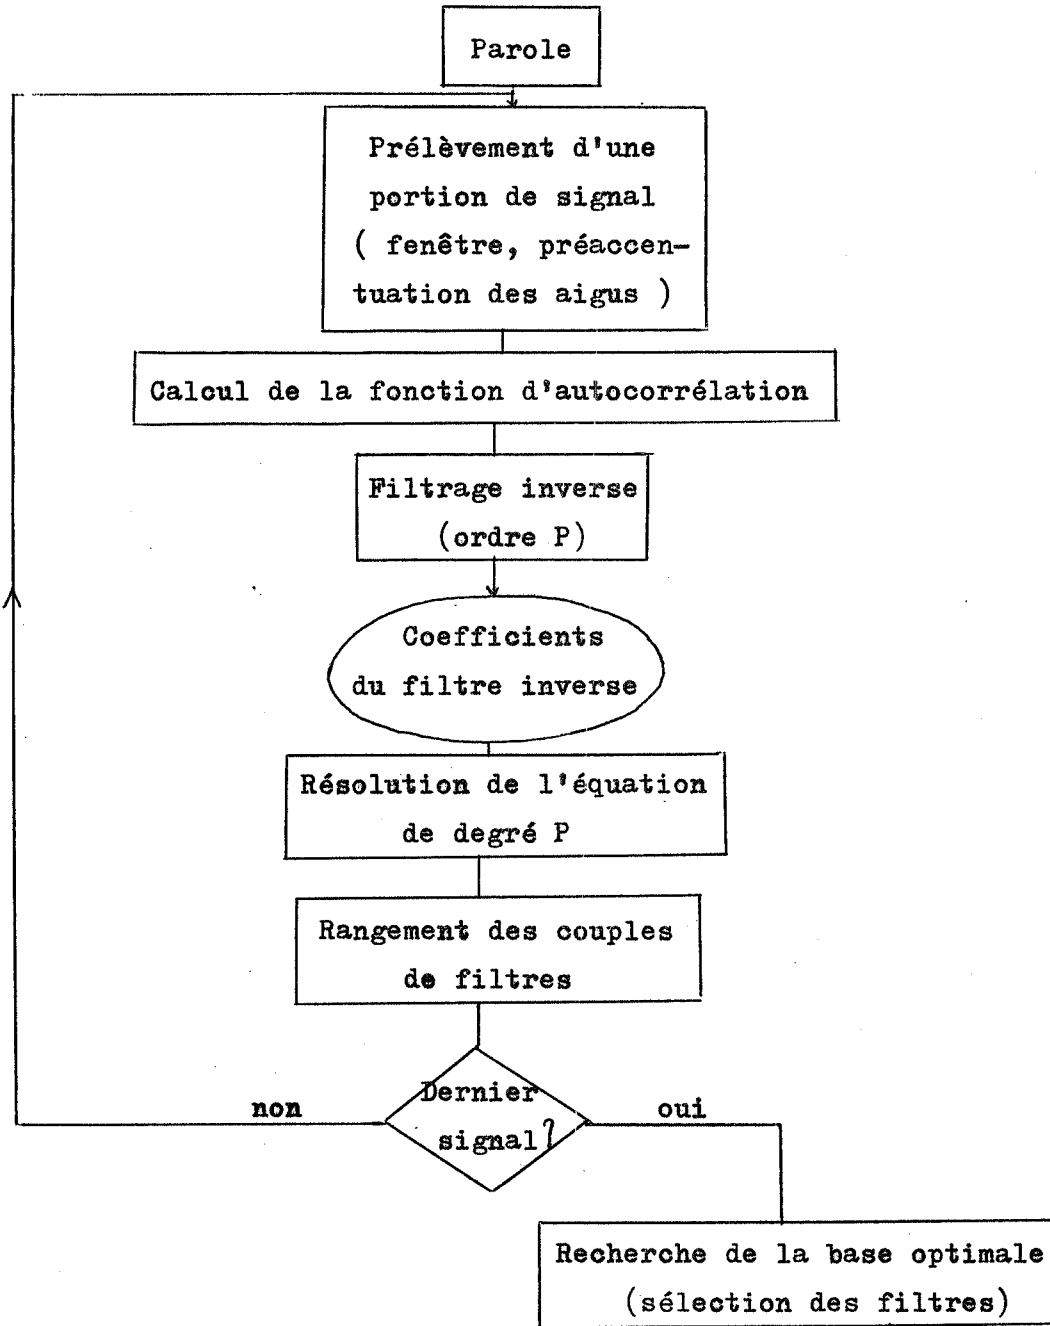 Parole
Prélèvement d'une
portion de signal
( fenêtre, préaccen-
tuation des aigus )
Calcul de la fonction d'autocorrélation
Filtrage inverse
(ordre P)
Coefficients
du filtre inverse
Résolution de l'équation
de degré P
Rangement des couples
de filtres
Dernier
signal?
non
oui
Recherche de la base optimale
(sélection des filtres)